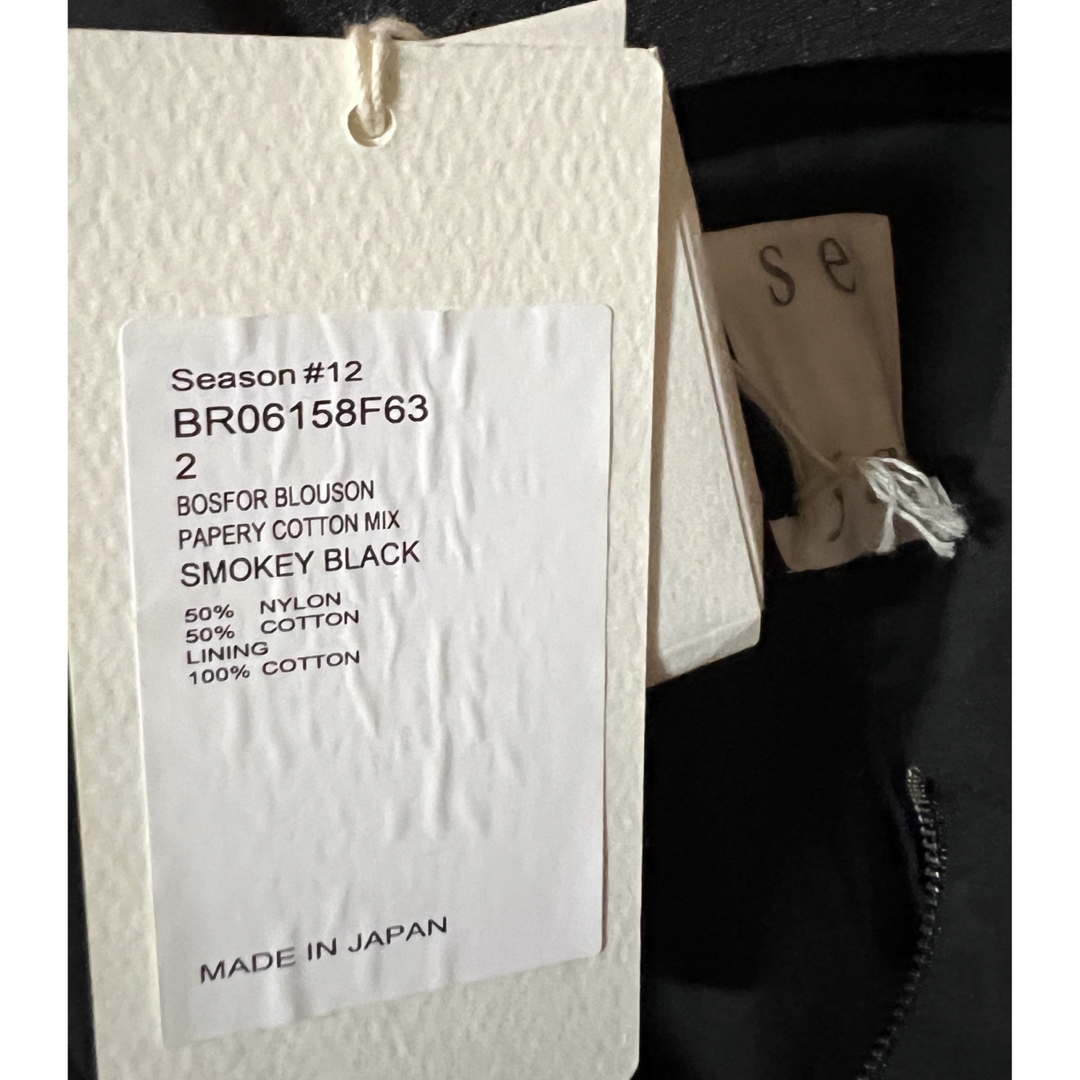 Season #12
BR06158F63
2
BOSFOR BLOUSON
PAPERY COTTON MIX
SMOKEY BLACK
50% NYLON
50% COTTON
LINING
100% COTTON
MADE IN JAPAN
se